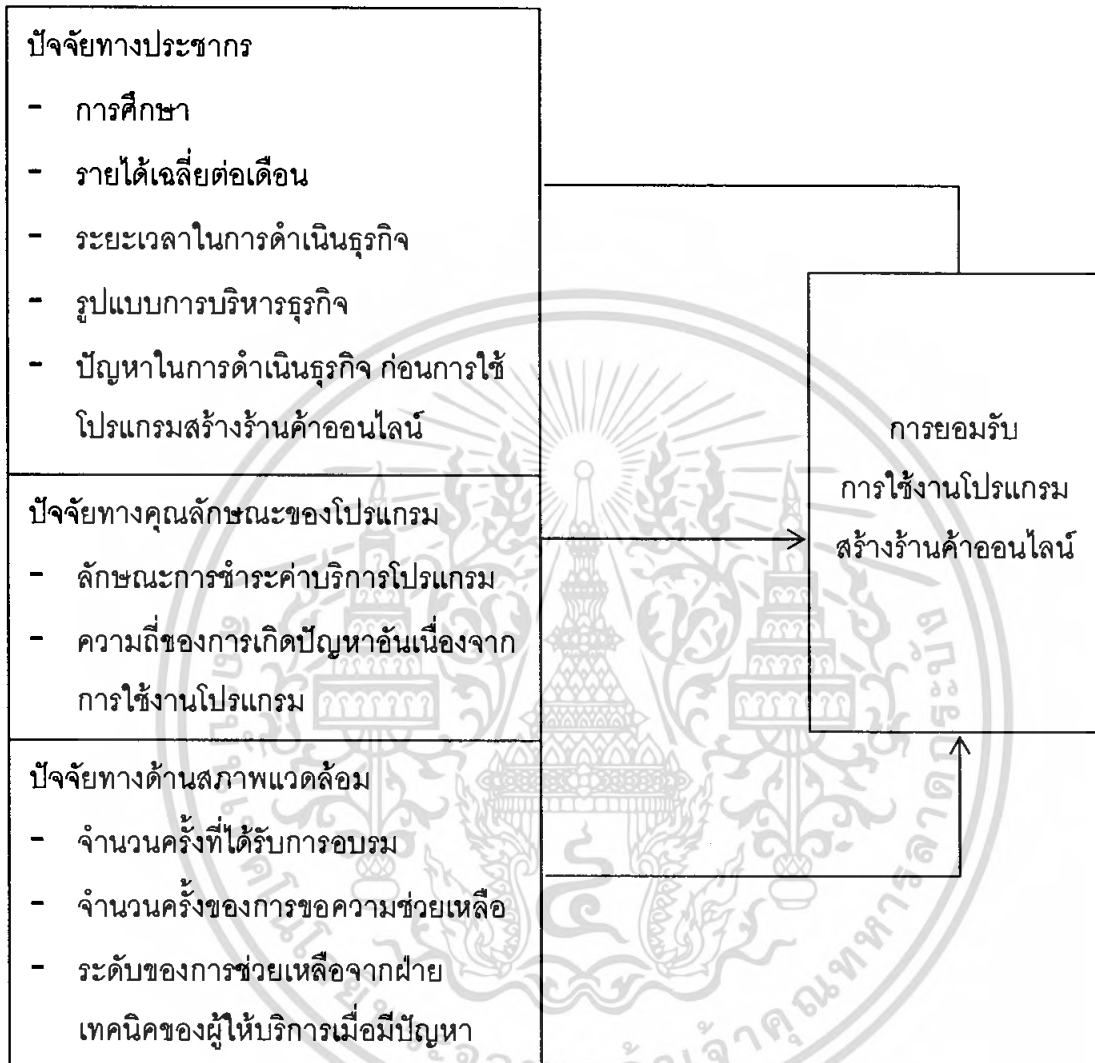 ปัจจัยทางประชากร
- การศึกษา
- รายได้เฉลี่ยต่อเดือน
- ระยะเวลาในการดำเนินธุรกิจ
- รูปแบบการบริหารธุรกิจ
- ปัญหาในการดำเนินธุรกิจ ก่อนการใช้
โปรแกรมสร้างร้านค้าออนไลน์
ปัจจัยทางคุณลักษณะของโปรแกรม
- ลักษณะการชำระค่าบริการโปรแกรม
- ความถี่ของการเกิดปัญหาอันเนื่องจาก
การใช้งานโปรแกรม
ปัจจัยทางด้านสภาพแวดล้อม
- จำนวนครั้งที่ได้รับการอบรม
- จำนวนครั้งของการขอความช่วยเหลือ
- ระดับของการช่วยเหลือจากฝ่าย
เทคนิคของผู้ให้บริการเมื่อมีปัญหา
การยอมรับ
การใช้งานโปรแกรม
สร้างร้านค้าออนไลน์